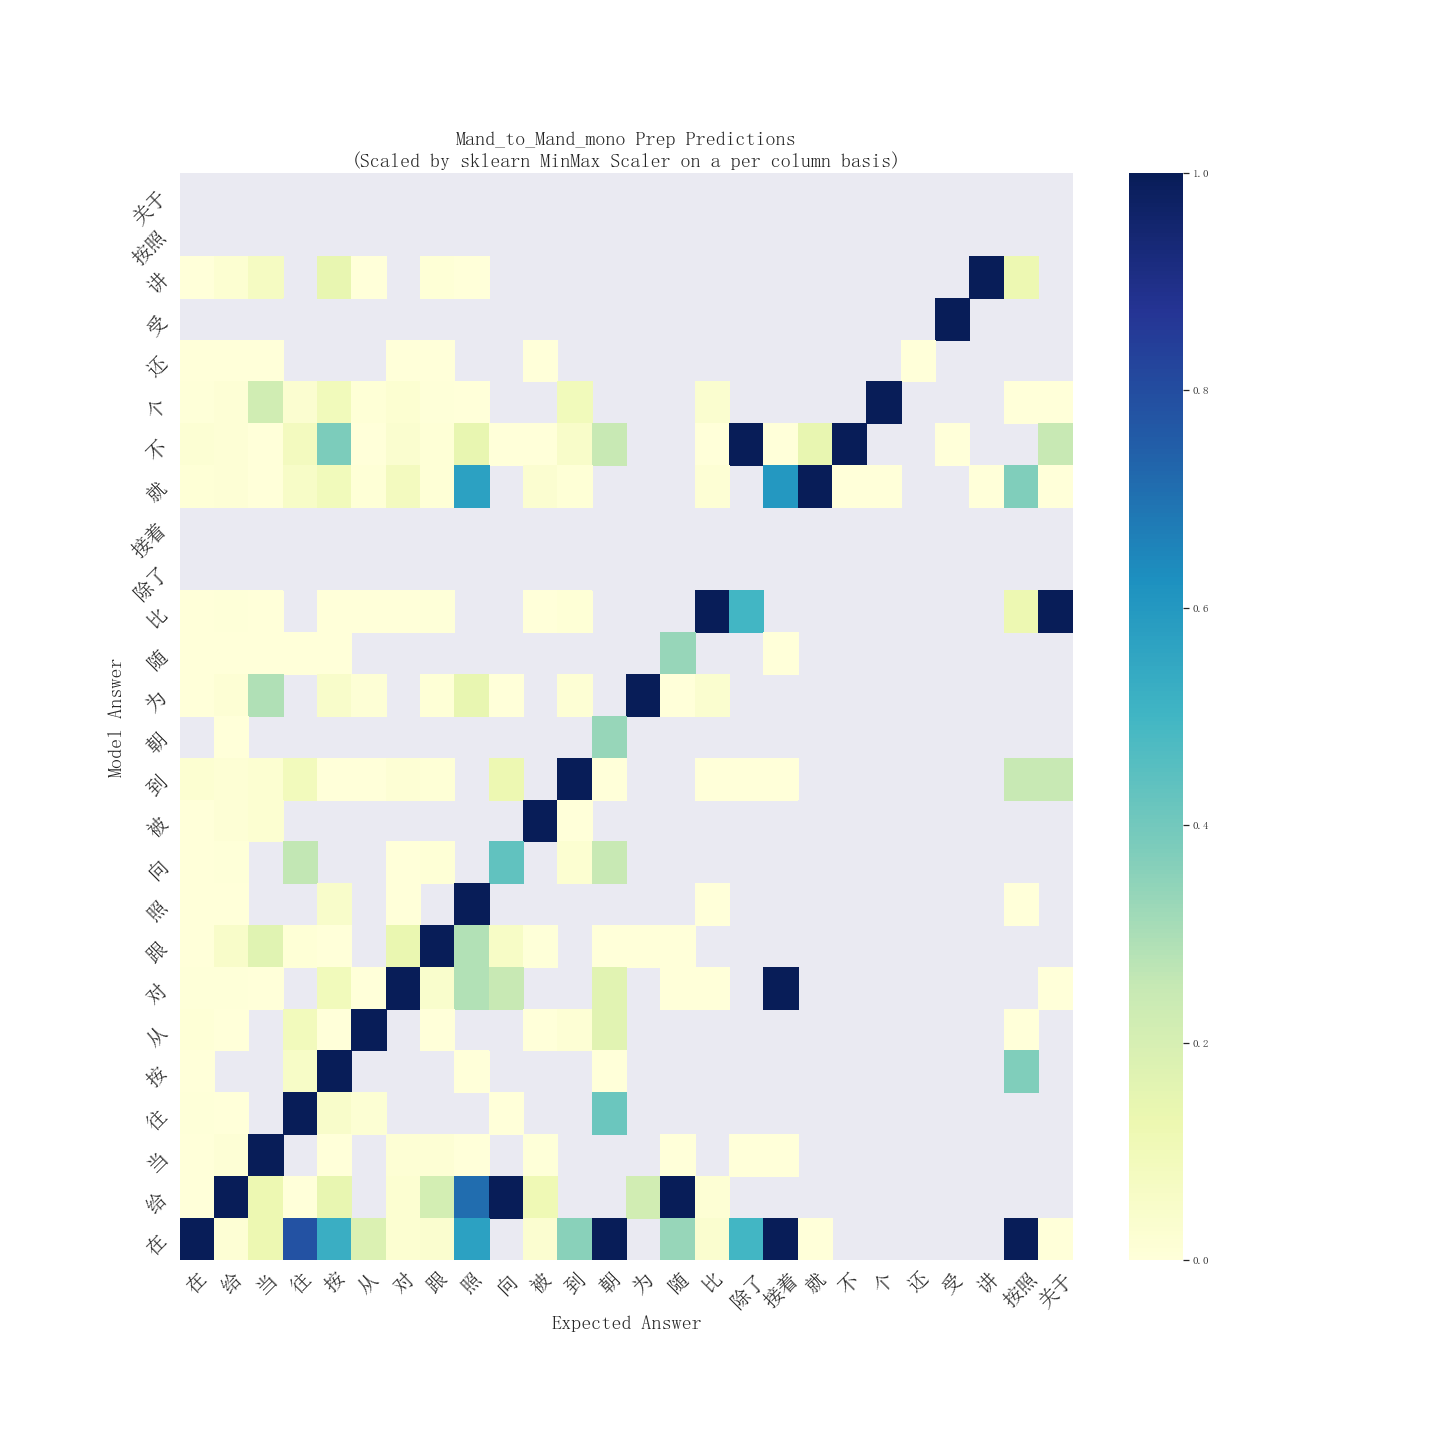 Mand_to_Mand_mono Prep Predictions
(Scaled by sklearn MinMax Scaler on a per column basis)
关于
按照
讲
受
还
个
不
就
接着
除了
比
随
为
朝
到
被
向
照
跟
对
从
按
往
当
给
在
Model Answer
在
给
当
往
按
从
对
跟
照
向
被
到
朝
为
随
比
除了
接着
就
不
个
还
受
讲
按照
关于
Expected Answer
1.0
0.8
0.6
0.4
0.2
0.0